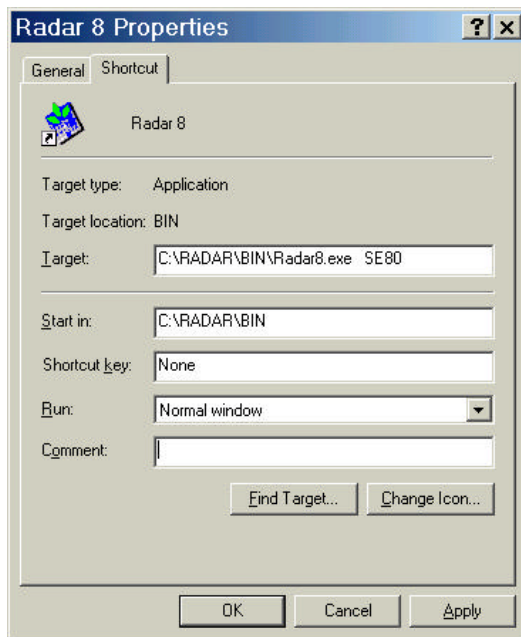 Radar 8 Properties ? X
General Shortcut
Radar 8
Target type: Application
Target location: BIN
Target: C:\RADAR\BIN\Radar8.exe SE80
Start in: C:\RADAR\BIN
Shortcut key: None
Run: Normal window
Comment:
Find Target... Change Icon...
OK Cancel Apply